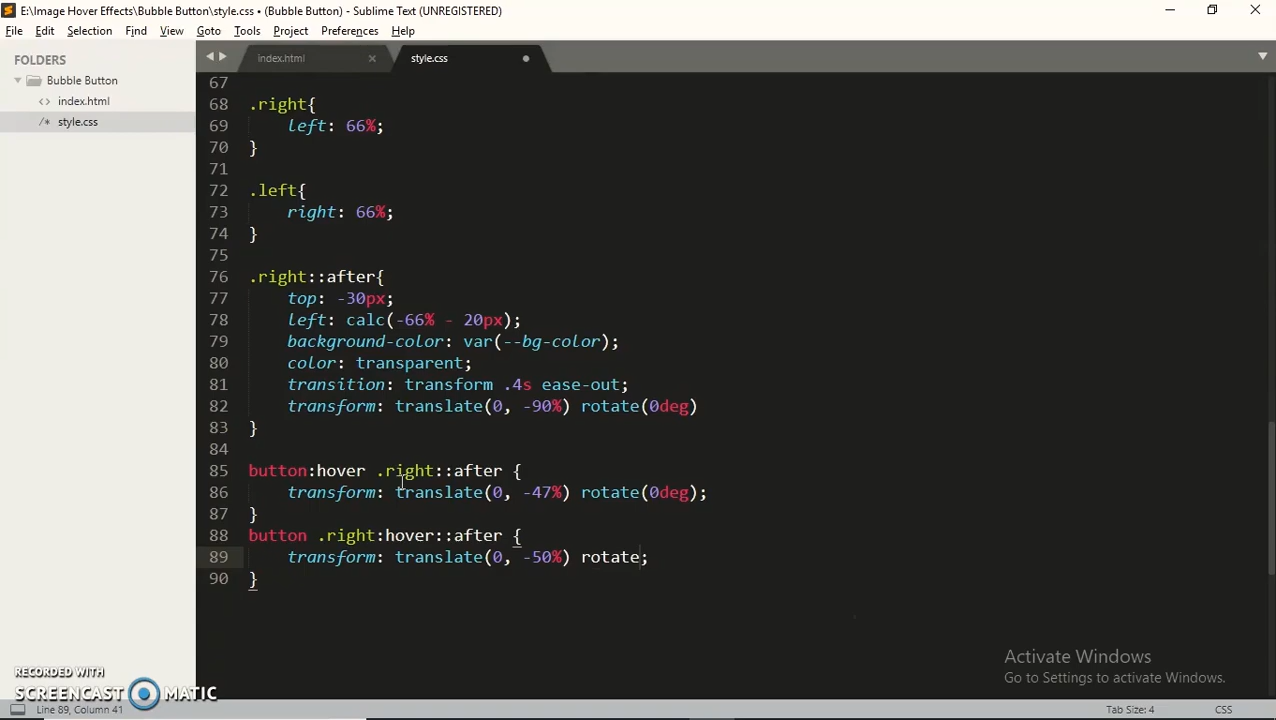 E:\Image Hover Effects\Bubble Button\style.css • (Bubble Button) - Sublime Text (UNREGISTERED)
File Edit Selection Find View Goto Tools Project Preferences Help
FOLDERS
Bubble Button
<> index.html
/* style.css
index.html × style.css
67
68 .right{
69 left: 66%;
70 }
71
72 .left{
73 right: 66%;
74 }
75
76 .right::after{
77 top: -30px;
78 left: calc(-66% - 20px);
79 background-color: var(--bg-color);
80 color: transparent;
81 transition: transform .4s ease-out;
82 transform: translate(0, -90%) rotate(0deg)
83 }
84
85 button:hover .right::after {
86 transform: translate(0, -47%) rotate(0deg);
87 }
88 button .right:hover::after {
89 transform: translate(0, -50%) rotate;
90 }
Activate Windows
Go to Settings to activate Windows.
RECORDED WITH
SCREENCAST MATIC
Line 89, Column 41
Tab Size: 4
CSS